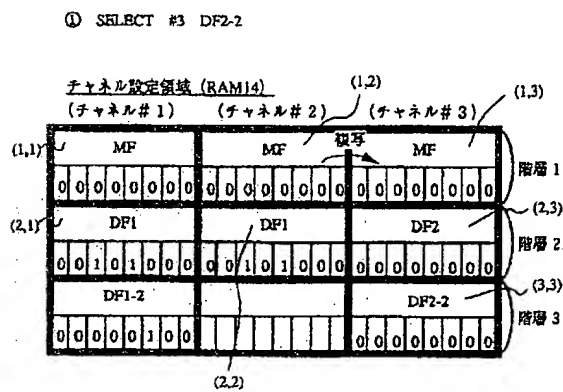 ① SELECT #3 DF2-2
チャネル設定領域 (RAM14)
(チャネル#1) (チャネル#2) (1,2) (チャネル#3) (1,3)
(1,1) MF MF 複写 MF
0 0 0 0 0 0 0 0 0 0 0 0 0 0 0 0 0 0 0 0 0 0 0 0 階層1
(2,1) DF1 DF1 DF2 (2,3)
0 0 1 0 1 0 0 0 0 0 1 0 1 0 0 0 0 0 0 0 0 0 0 0 階層2
DF1-2 DF2-2 (3,3)
0 0 0 0 0 1 0 0 0 0 0 0 0 0 0 0 階層3
(2,2)